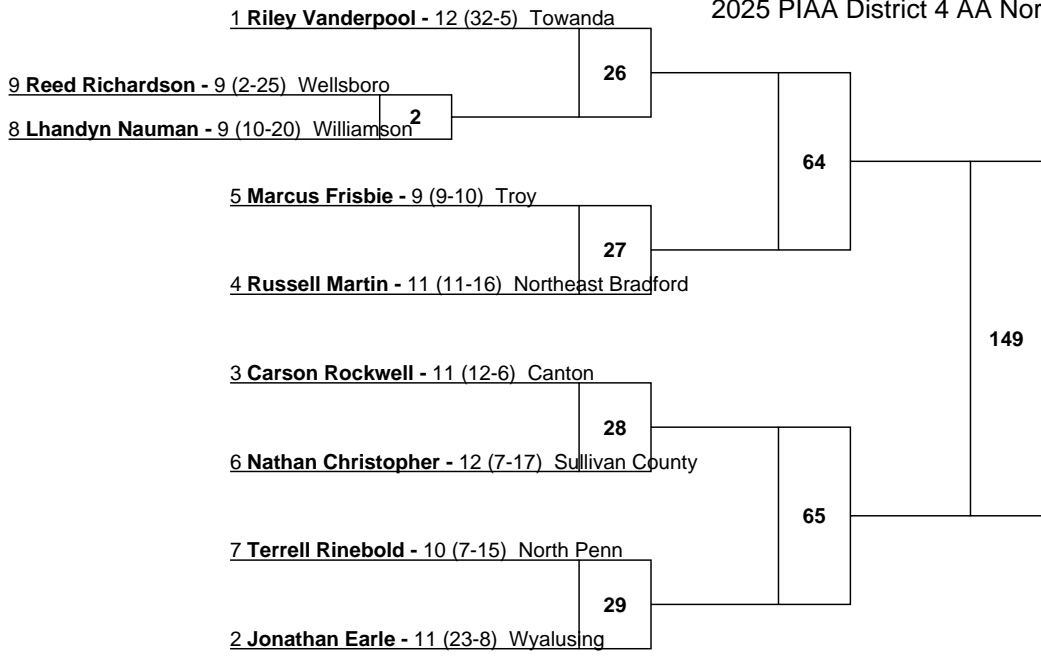 2025 PIAA District 4 AA Nor
1 Riley Vanderpool - 12 (32-5) Towanda
26
9 Reed Richardson - 9 (2-25) Wellsboro
2
8 Lhandyn Nauman - 9 (10-20) Williamson
64
5 Marcus Frisbie - 9 (9-10) Troy
27
4 Russell Martin - 11 (11-16) Northeast Bradford
149
3 Carson Rockwell - 11 (12-6) Canton
28
6 Nathan Christopher - 12 (7-17) Sullivan County
65
7 Terrell Rinebold - 10 (7-15) North Penn
29
2 Jonathan Earle - 11 (23-8) Wyalusing